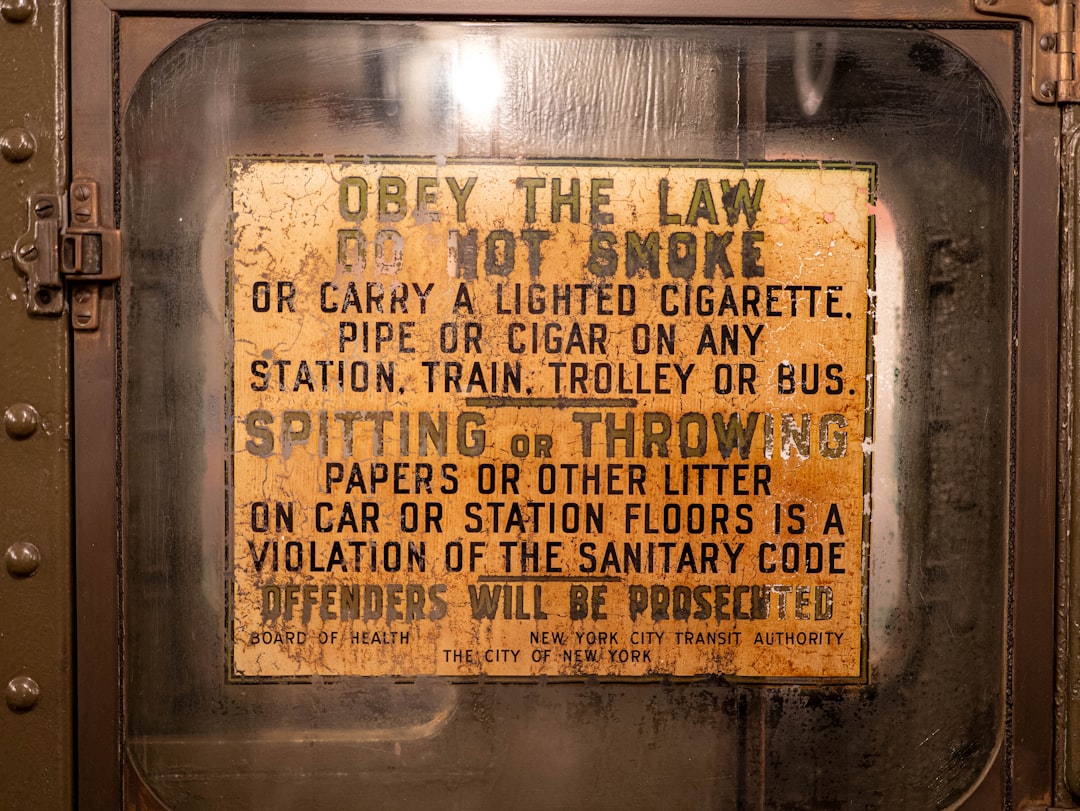 OBEY THE LAW
DO NOT SMOKE
OR CARRY A LIGHTED CIGARETTE,
PIPE OR CIGAR ON ANY
STATION, TRAIN, TROLLEY OR BUS.
SPITTING OR THROWING
PAPERS OR OTHER LITTER
ON CAR OR STATION FLOORS IS A
VIOLATION OF THE SANITARY CODE
OFFENDERS WILL BE PROSECUTED
BOARD OF HEALTH NEW YORK CITY TRANSIT AUTHORITY
THE CITY OF NEW YORK